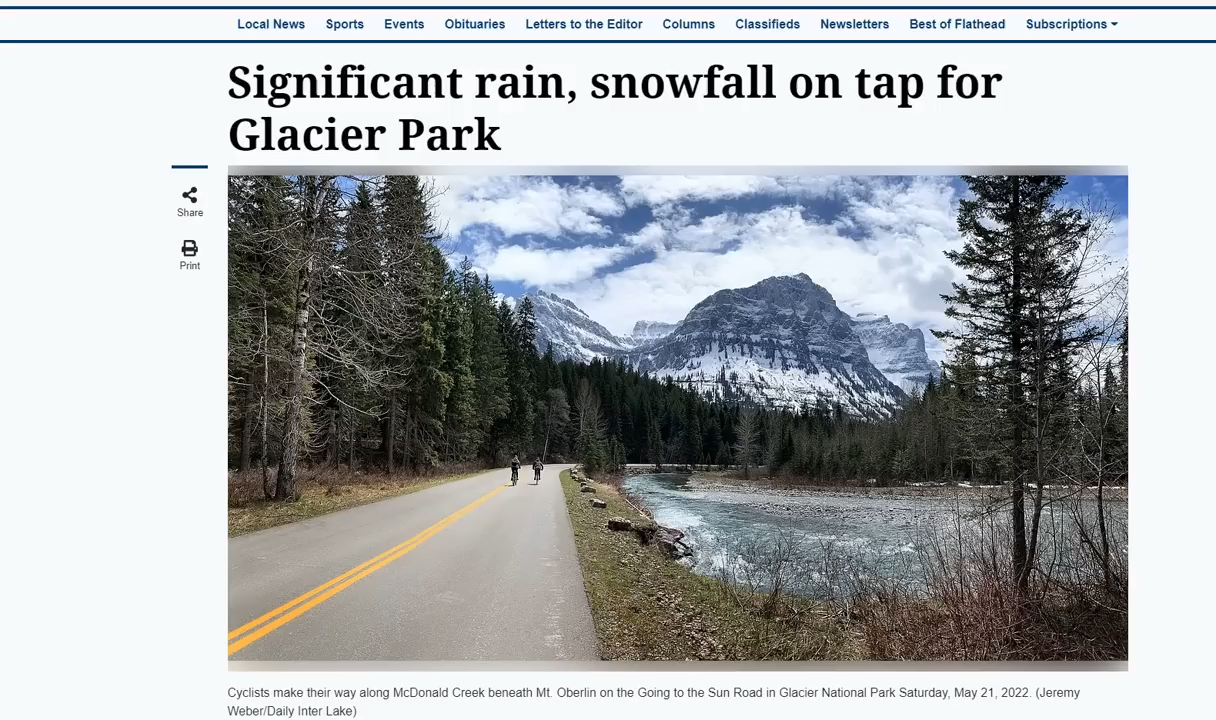 Local News Sports Events Obituaries Letters to the Editor Columns Classifieds Newsletters Best of Flathead Subscriptions
Significant rain, snowfall on tap for
Glacier Park
Share
Print
Cyclists make their way along McDonald Creek beneath Mt. Oberlin on the Going to the Sun Road in Glacier National Park Saturday, May 21, 2022. (Jeremy
Weber/Daily Inter Lake)